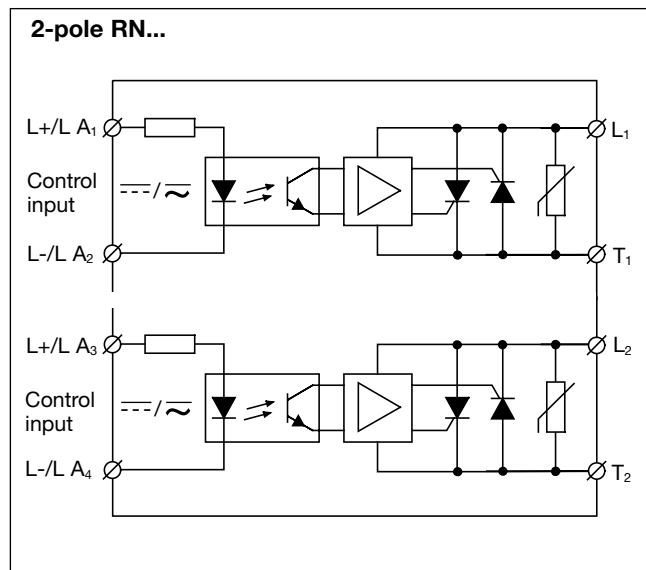 2-pole RN...
L+/L A₁
L₁
Control
input
L-/L A₂
T₁
L+/L A₃
L₂
Control
input
L-/L A₄
T₂